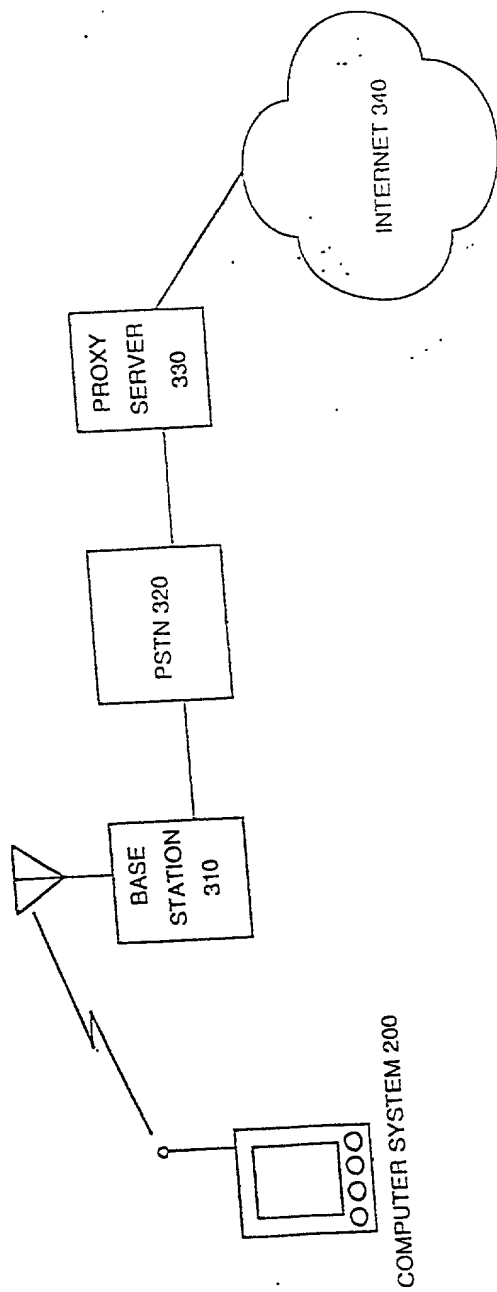 COMPUTER SYSTEM 200
BASE
STATION
310
PSTN 320
PROXY
SERVER
330
INTERNET 340